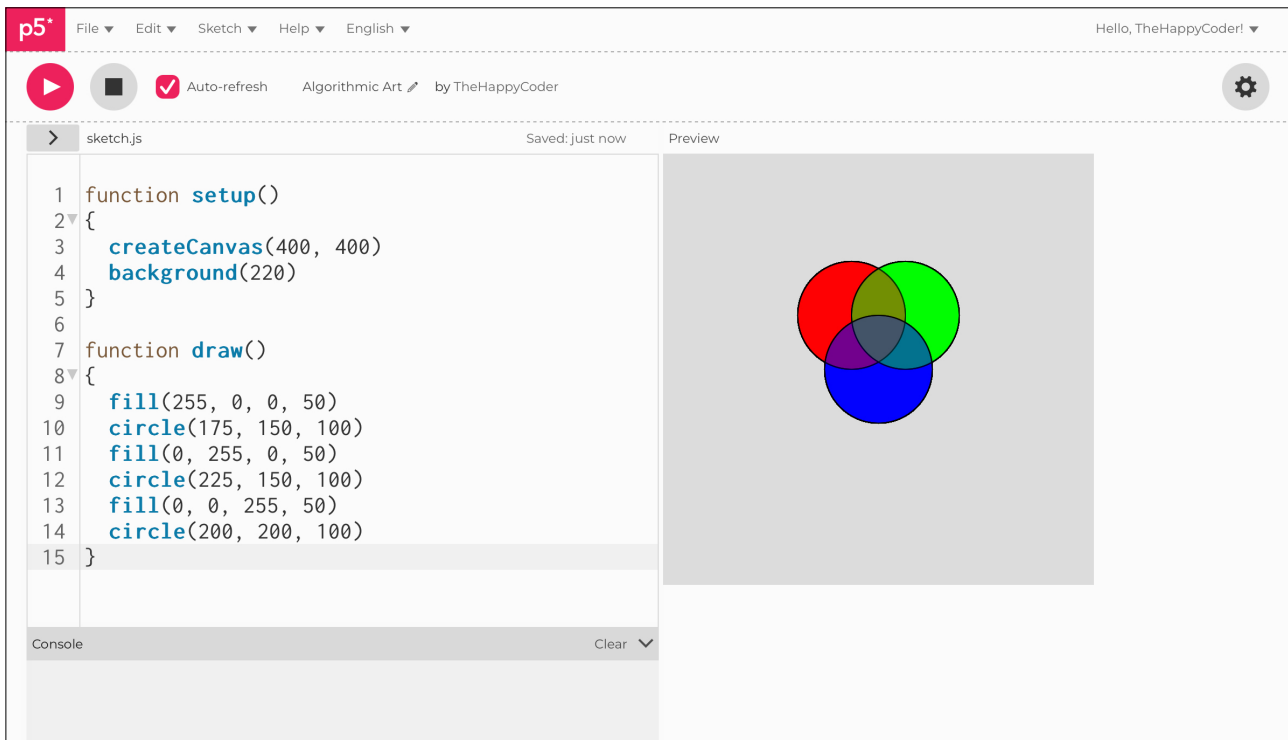 p5* File Edit Sketch Help English Hello, TheHappyCoder!
Auto-refresh Algorithmic Art by TheHappyCoder
sketch.js Saved: just now Preview
1 function setup()
2 {
3   createCanvas(400, 400)
4   background(220)
5 }
6
7 function draw()
8 {
9   fill(255, 0, 0, 50)
10   circle(175, 150, 100)
11   fill(0, 255, 0, 50)
12   circle(225, 150, 100)
13   fill(0, 0, 255, 50)
14   circle(200, 200, 100)
15 }
Console Clear